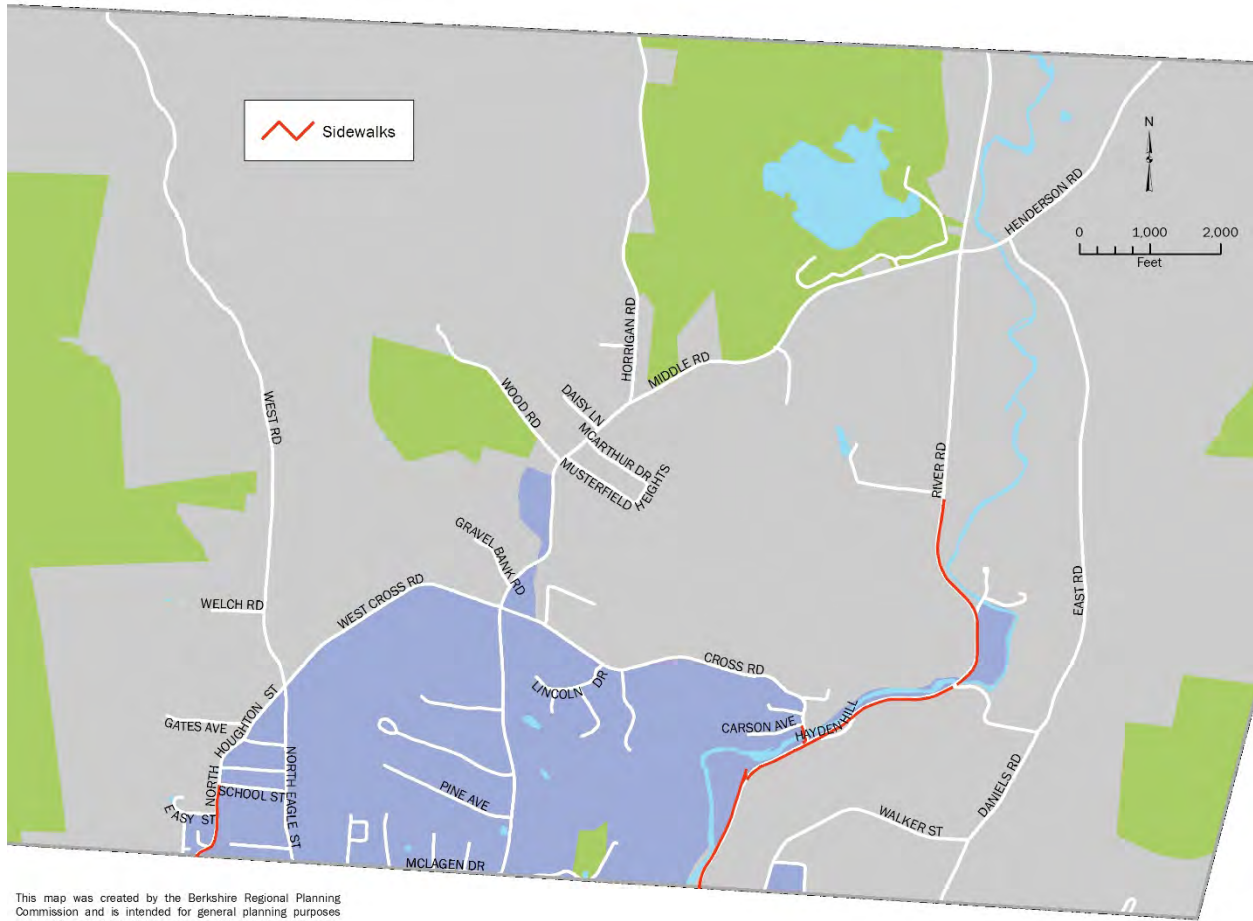 Sidewalks
N
HENDERSON RD
0 1,000 2,000
Feet
HORRIGAN RD
MIDDLE RD
WEST RD
WOOD RD
DAISY LN
MCARTHUR DR
MUSTERFIELD
HEIGHTS
RIVER RD
GRAVEL BANK RD
WEST CROSS RD
EAST RD
WELCH RD
CROSS RD
LINCOLN DR
GATES AVE
NORTH HOUGHTON ST
CARSON AVE
HAYDEN HILL
NORTH EAGLE ST
SCHOOL ST
PINE AVE
EASY ST
DANIELS RD
WALKER ST
MCLAGEN DR
This map was created by the Berkshire Regional Planning
Commission and is intended for general planning purposes